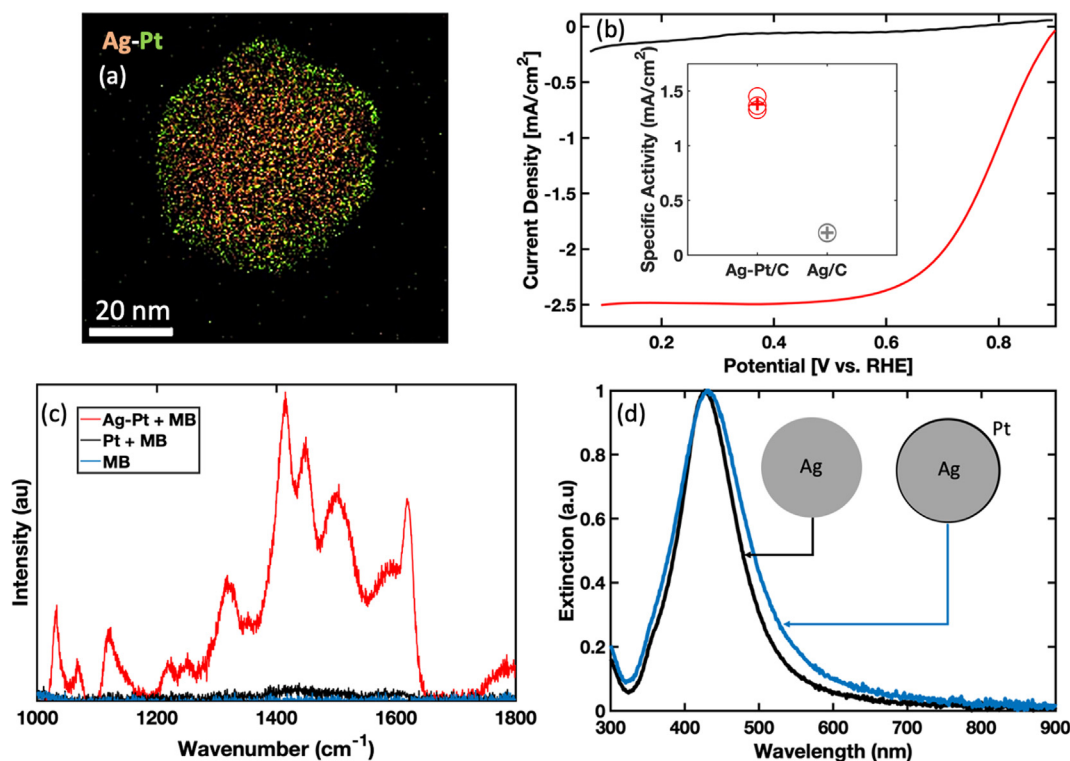 Ag-Pt
(a)
20 nm
(b)
0
-0.5
-1
-1.5
-2
-2.5
Current Density [mA/cm²]
0.2 0.4 0.6 0.8
Potential [V vs. RHE]
Specific Activity (mA/cm²)
1.5
1
0.5
0
Ag-Pt/C Ag/C
(c)
Ag-Pt + MB
Pt + MB
MB
Intensity (au)
1000 1200 1400 1600 1800
Wavenumber (cm⁻¹)
(d)
1
0.8
0.6
0.4
0.2
0
Extinction (a.u)
Ag
Ag
Pt
300 400 500 600 700 800 900
Wavelength (nm)